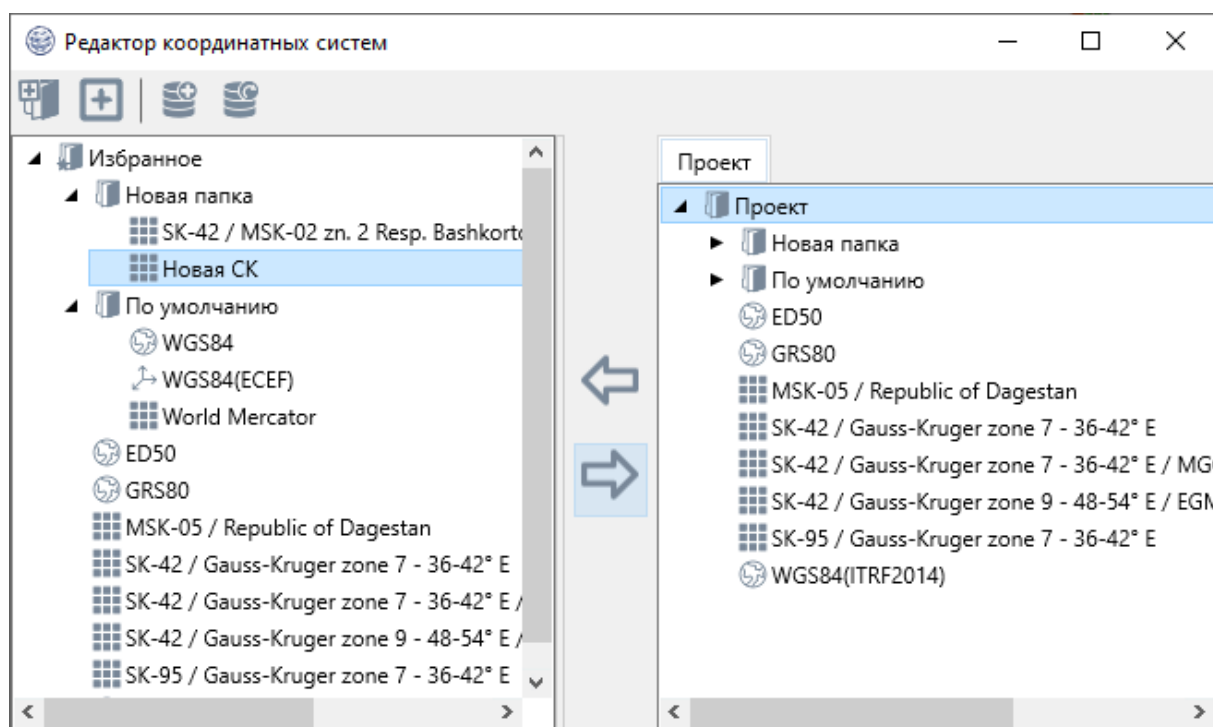 Редактор координатных систем
Избранное
Новая папка
SK-42 / MSK-02 zn. 2 Resp.
Новая СК
По умолчанию
WGS84
WGS84(ECEF)
World Mercator
ED50
GRS80
MSK-05 / Republic of Dagestan
SK-42 / Gauss-Kruger zone 7 - 36-42° E
SK-42 / Gauss-Kruger zone 7 - 36-42° E /
SK-42 / Gauss-Kruger zone 9 - 48-54° E /
SK-95 / Gauss-Kruger zone 7 - 36-42° E
Проект
Проект
Новая папка
По умолчанию
ED50
GRS80
MSK-05 / Republic of Dagestan
SK-42 / Gauss-Kruger zone 7 - 36-42° E
SK-42 / Gauss-Kruger zone 7 - 36-42° E /
SK-42 / Gauss-Kruger zone 9 - 48-54° E /
SK-95 / Gauss-Kruger zone 7 - 36-42° E
WGS84(ITRF2014)